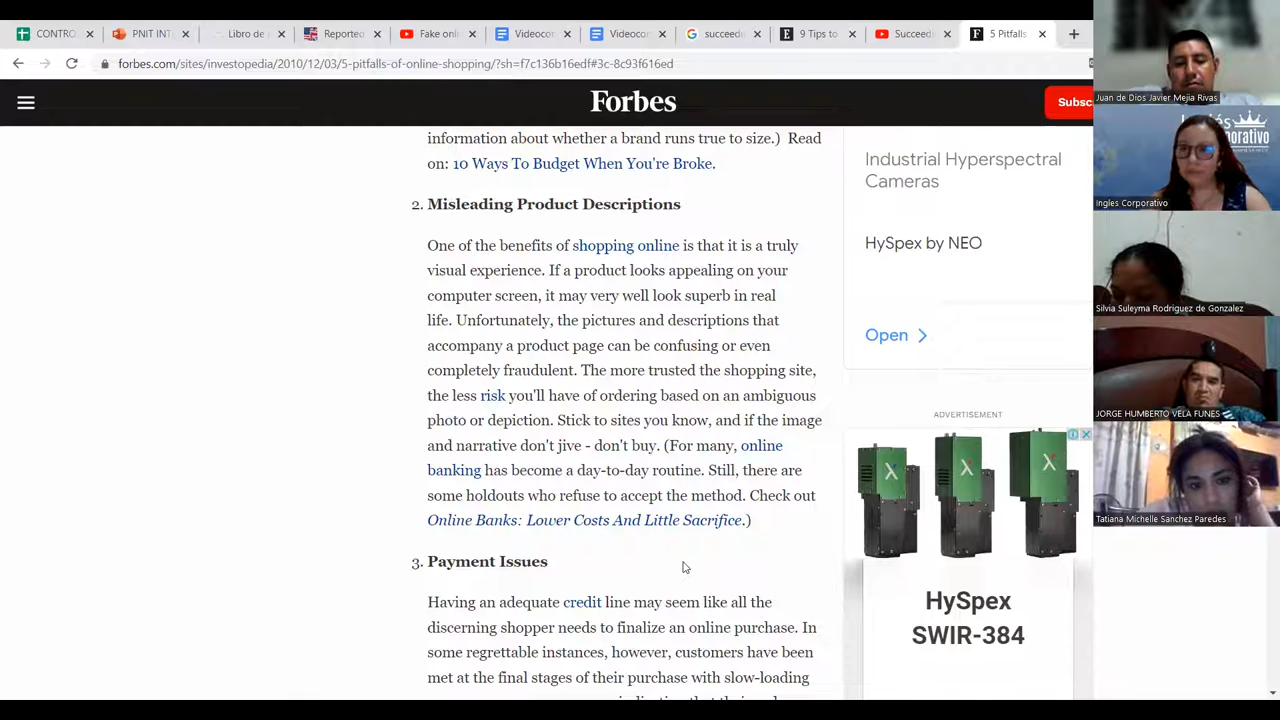 CONTRO
PNIT INT
Libro de
Reporteo
Fake onl
Videocor
Videocor
succeedi
9 Tips to
Succeed
5 Pitfalls
forbes.com/sites/investopedia/2010/12/03/5-pitfalls-of-online-shopping/?sh=f7c136b16edf#3c-8c93f616ed
Forbes
Subsc
information about whether a brand runs true to size.) Read
on: 10 Ways To Budget When You're Broke.
2. Misleading Product Descriptions
One of the benefits of shopping online is that it is a truly
visual experience. If a product looks appealing on your
computer screen, it may very well look superb in real
life. Unfortunately, the pictures and descriptions that
accompany a product page can be confusing or even
completely fraudulent. The more trusted the shopping site,
the less risk you'll have of ordering based on an ambiguous
photo or depiction. Stick to sites you know, and if the image
and narrative don't jive - don't buy. (For many, online
banking has become a day-to-day routine. Still, there are
some holdouts who refuse to accept the method. Check out
Online Banks: Lower Costs And Little Sacrifice.)
3. Payment Issues
Having an adequate credit line may seem like all the
discerning shopper needs to finalize an online purchase. In
some regrettable instances, however, customers have been
met at the final stages of their purchase with slow-loading
Industrial Hyperspectral
Cameras
HySpex by NEO
Open
ADVERTISEMENT
HySpex
SWIR-384
Juan de Dios Javier Mejia Rivas
Ingles Corporativo
Silvia Suleyma Rodriguez de Gonzalez
JORGE HUMBERTO VELA FUNES
Tatiana Michelle Sanchez Paredes